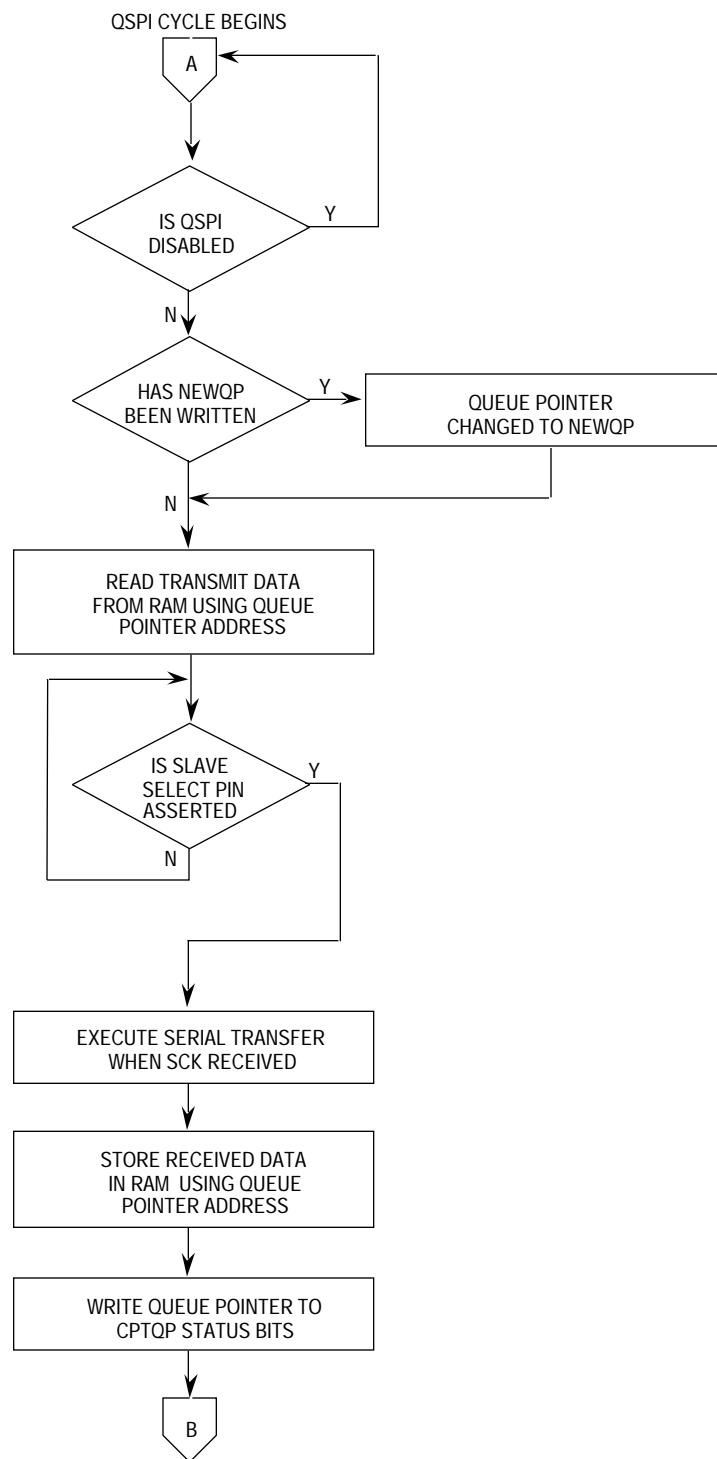 QSPI CYCLE BEGINS
A
IS QSPI
DISABLED
Y
N
HAS NEWQP
BEEN WRITTEN
Y
QUEUE POINTER
CHANGED TO NEWQP
N
READ TRANSMIT DATA
FROM RAM USING QUEUE
POINTER ADDRESS
IS SLAVE
SELECT PIN
ASSERTED
Y
N
EXECUTE SERIAL TRANSFER
WHEN SCK RECEIVED
STORE RECEIVED DATA
IN RAM USING QUEUE
POINTER ADDRESS
WRITE QUEUE POINTER TO
CPTQP STATUS BITS
B